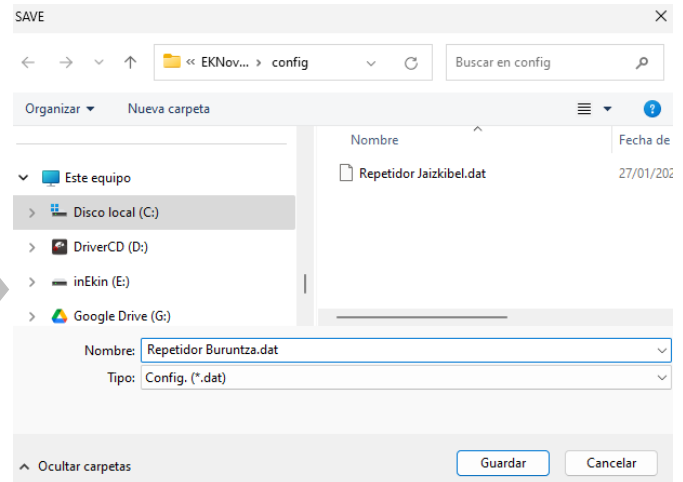 SAVE
« EKNov... > config
Buscar en config
Organizar
Nueva carpeta
Nombre
Fecha de
Este equipo
Repetidor Jaizkibel.dat
27/01/202
Disco local (C:)
DriverCD (D:)
inEkin (E:)
Google Drive (G:)
Nombre: Repetidor Buruntza.dat
Tipo: Config. (*.dat)
Ocultar carpetas
Guardar
Cancelar